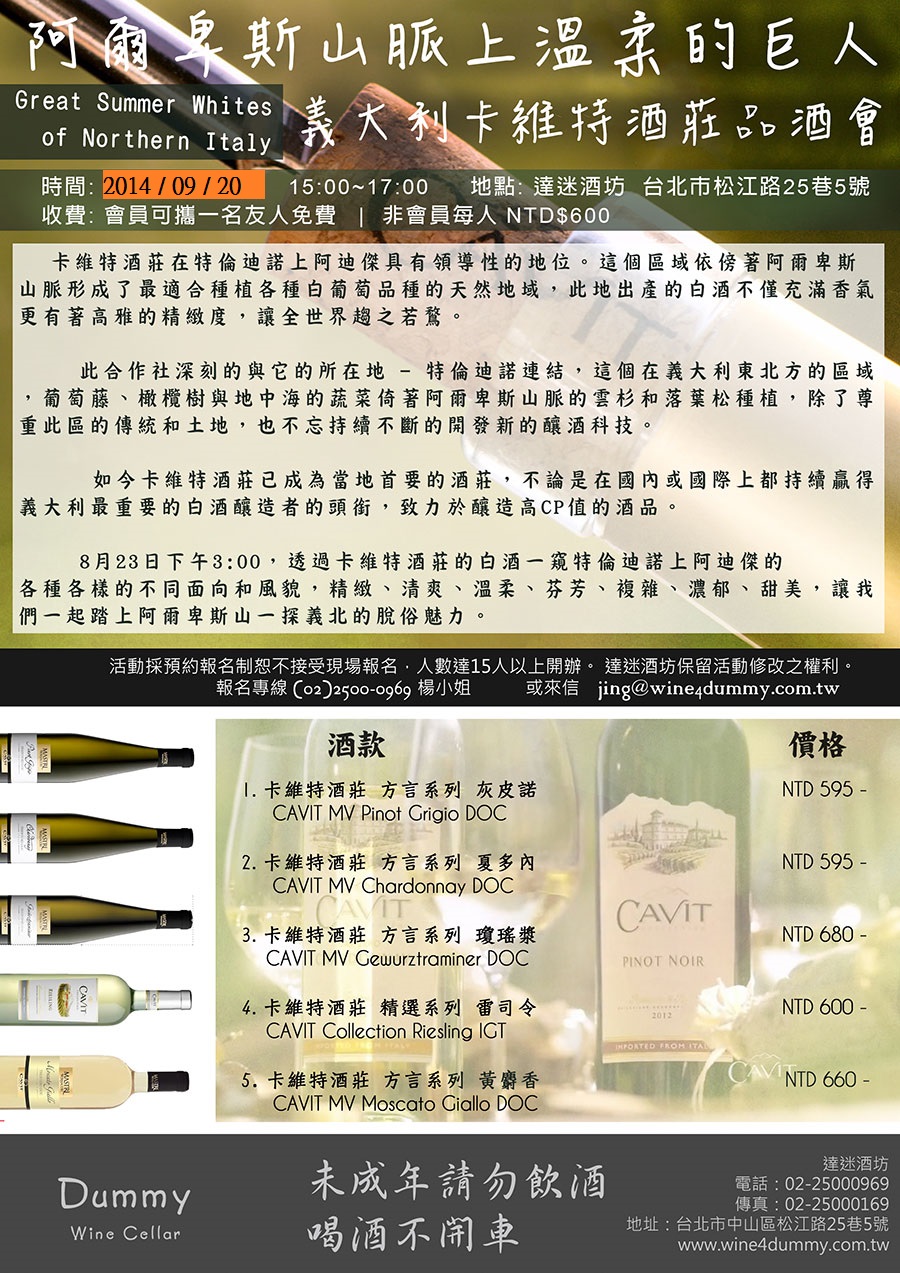 阿爾卑斯山脈上溫柔的巨人
Great Summer Whites
of Northern Italy
義大利卡維特酒莊品酒會
時間: 2014 / 09 / 20 15:00~17:00 地點: 達迷酒坊 台北市松江路25巷5號
收費: 會員可攜一名友人免費 | 非會員每人 NTD$600
卡維特酒莊在特倫迪諾上阿迪傑具有領導性的地位。這個區域依傍著阿爾卑斯
山脈形成了最適合種植各種白葡萄品種的天然地域，此地出產的白酒不僅充滿香氣
更有著高雅的精緻度，讓全世界趨之若鶩。
此合作社深刻的與它的所在地 － 特倫迪諾連結，這個在義大利東北方的區域
，葡萄藤、橄欖樹與地中海的蔬菜倚著阿爾卑斯山脈的雲杉和落葉松種植，除了尊
重此區的傳統和土地，也不忘持續不斷的開發新的釀酒科技。
如今卡維特酒莊已成為當地首要的酒莊，不論是在國內或國際上都持續贏得
義大利最重要的白酒釀造者的頭銜，致力於釀造高CP值的酒品。
8月23日下午3:00，透過卡維特酒莊的白酒一窺特倫迪諾上阿迪傑的
各種各樣的不同面向和風貌，精緻、清爽、溫柔、芬芳、複雜、濃郁、甜美，讓我
們一起踏上阿爾卑斯山一探義北的脫俗魅力。
活動採預約報名制恕不接受現場報名，人數達15人以上開辦。 達迷酒坊保留活動修改之權利。
報名專線 (02)2500-0969 楊小姐 或來信 jing@wine4dummy.com.tw
酒款 價格
1. 卡維特酒莊 方言系列 灰皮諾 NTD 595 -
CAVIT MV Pinot Grigio DOC
2. 卡維特酒莊 方言系列 夏多內 NTD 595 -
CAVIT MV Chardonnay DOC
3. 卡維特酒莊 方言系列 瓊瑤漿 NTD 680 -
CAVIT MV Gewurztraminer DOC
4. 卡維特酒莊 精選系列 雷司令 NTD 600 -
CAVIT Collection Riesling IGT
5. 卡維特酒莊 方言系列 黃麝香 NTD 660 -
CAVIT MV Moscato Giallo DOC
CAVIT
CAVIT
PINOT NOIR
2012
IMPORTED FROM ITAL
CAVIT
CAVIT
RIESLING
Dummy
Wine Cellar
未成年請勿飲酒
喝酒不開車
達迷酒坊
電話：02-25000969
傳真：02-25000169
地址：台北市中山區松江路25巷5號
www.wine4dummy.com.tw